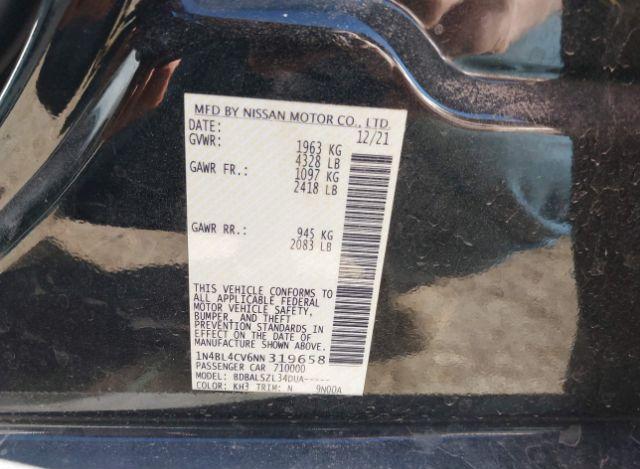 MFD BY NISSAN MOTOR CO., LTD.
DATE: 12/21
GVWR: 1963 KG
4328 LB
GAWR FR.: 1097 KG
2418 LB
GAWR RR.: 945 KG
2083 LB
THIS VEHICLE CONFORMS TO
ALL APPLICABLE FEDERAL
MOTOR VEHICLE SAFETY,
BUMPER, AND THEFT
PREVENTION STANDARDS
IN EFFECT ON THE DATE OF
MANUFACTURE SHOWN ABOVE.
1N4BL4CV6NN319658
PASSENGER CAR 710000
MODEL: BDBALSZL34DUA-----
COLOR: KH3 TRIM: N 9N00A